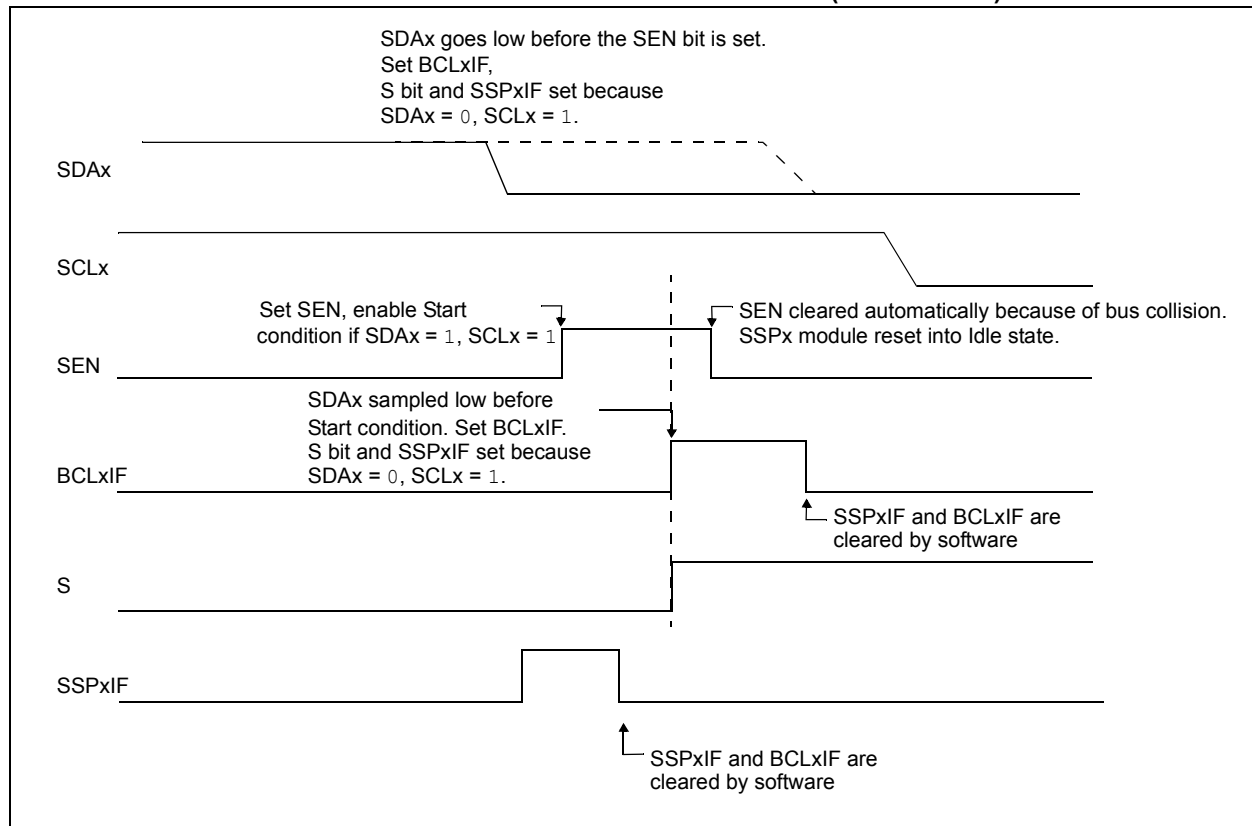 SDAx goes low before the SEN bit is set.
Set BCLxIF,
S bit and SSPxIF set because
SDAx = 0, SCLx = 1.
SDAx
SCLx
Set SEN, enable Start
condition if SDAx = 1, SCLx = 1
SEN cleared automatically because of bus collision.
SSPx module reset into Idle state.
SEN
SDAx sampled low before
Start condition. Set BCLxIF.
S bit and SSPxIF set because
SDAx = 0, SCLx = 1.
BCLxIF
SSPxIF and BCLxIF are
cleared by software
S
SSPxIF
SSPxIF and BCLxIF are
cleared by software